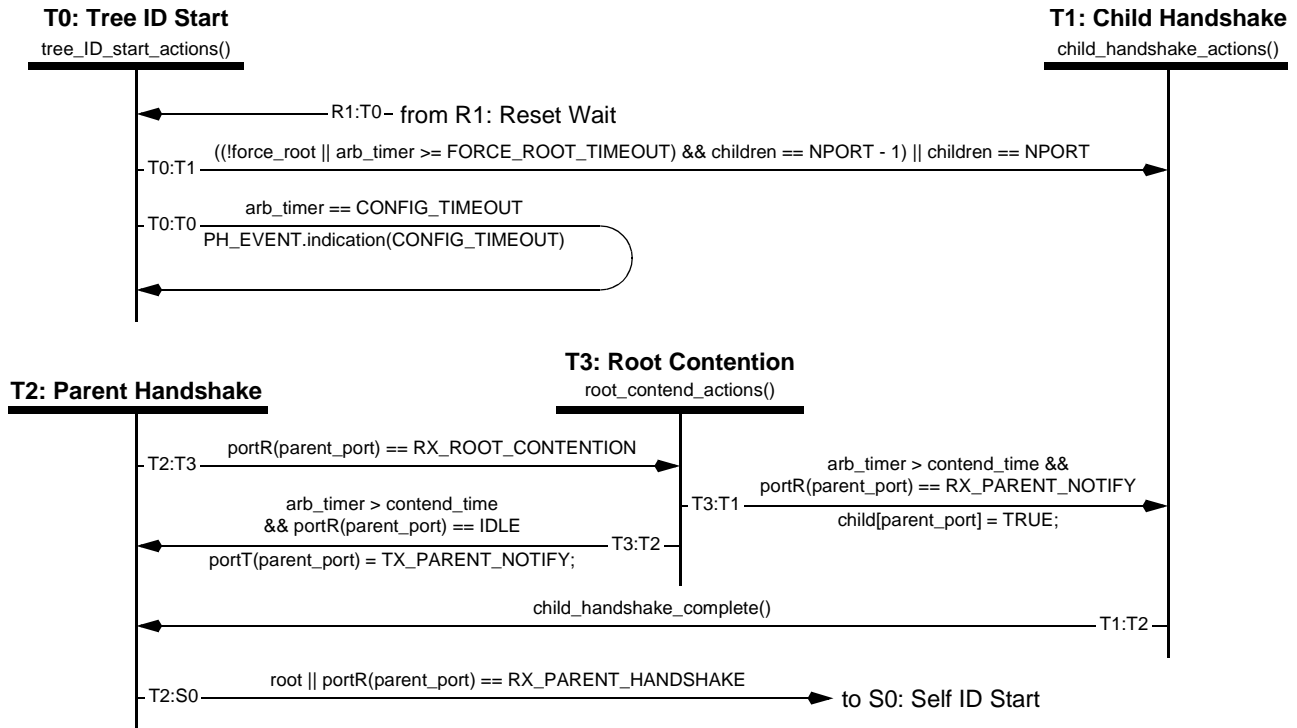 T0: Tree ID Start
tree_ID_start_actions()
T1: Child Handshake
child_handshake_actions()
R1:T0 from R1: Reset Wait
T0:T1 ((!force_root || arb_timer >= FORCE_ROOT_TIMEOUT) && children == NPORT - 1) || children == NPORT
arb_timer == CONFIG_TIMEOUT
T0:T0
PH_EVENT.indication(CONFIG_TIMEOUT)
T3: Root Contention
root_contend_actions()
T2: Parent Handshake
T2:T3 portR(parent_port) == RX_ROOT_CONTENTION
arb_timer > contend_time &&
portR(parent_port) == RX_PARENT_NOTIFY
T3:T1
child[parent_port] = TRUE;
arb_timer > contend_time
&& portR(parent_port) == IDLE
T3:T2
portT(parent_port) = TX_PARENT_NOTIFY;
child_handshake_complete()
T1:T2
T2:S0 root || portR(parent_port) == RX_PARENT_HANDSHAKE
to S0: Self ID Start